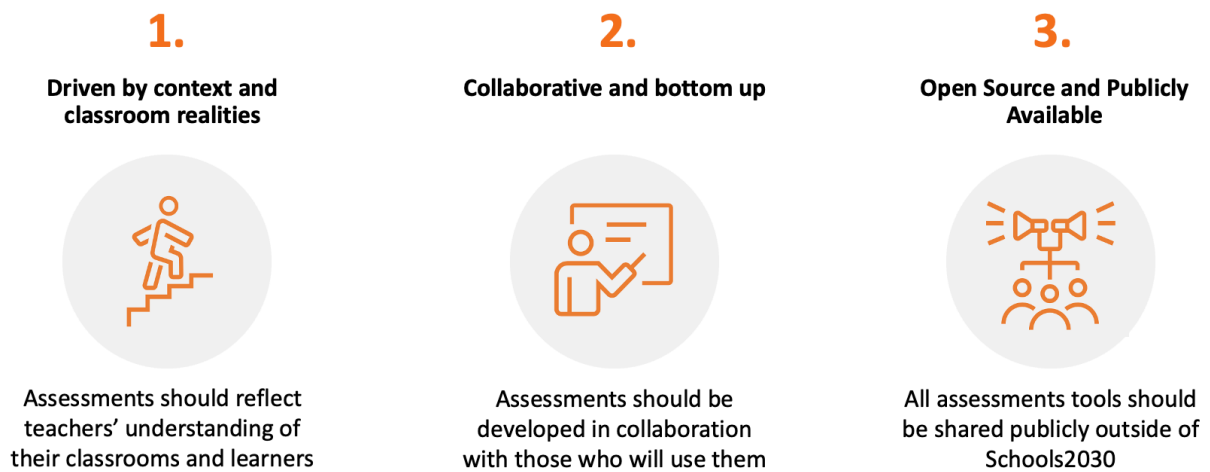 1.
Driven by context and
classroom realities
Assessments should reflect
teachers' understanding of
their classrooms and learners
2.
Collaborative and bottom up
Assessments should be
developed in collaboration
with those who will use them
3.
Open Source and Publicly
Available
All assessments tools should
be shared publicly outside of
Schools2030